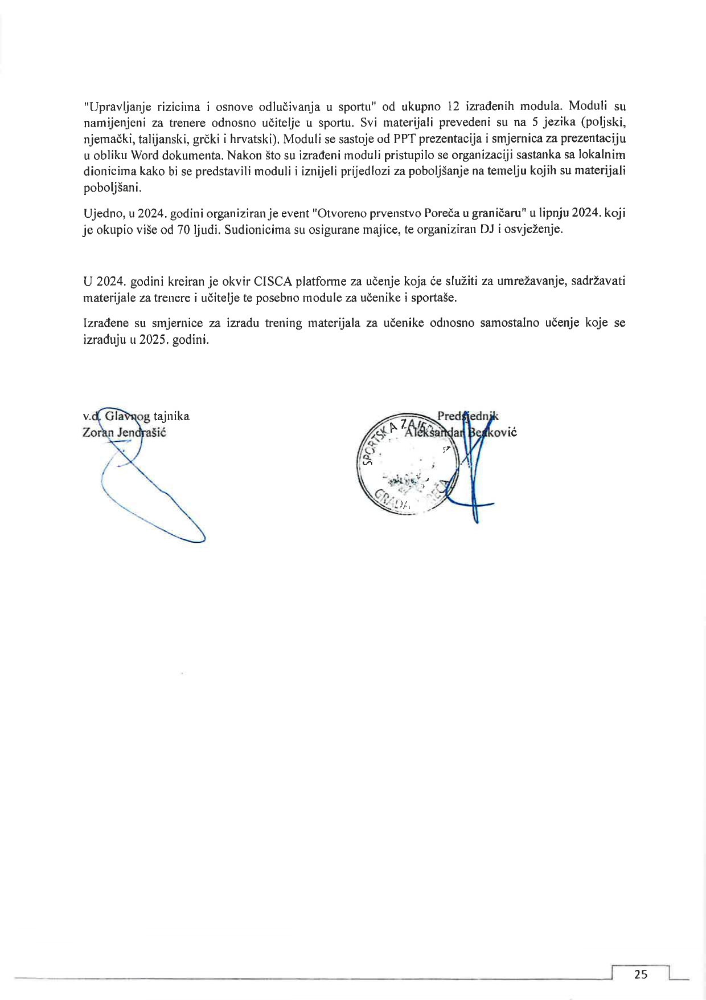 "Upravljanje rizicima i osnove odlučivanja u sportu" od ukupno 12 izrađenih modula. Moduli su
namijenjeni za trenere odnosno učitelje u sportu. Svi materijali prevedeni su na 5 jezika (poljski,
njemački, talijanski, grčki i hrvatski). Moduli se sastoje od PPT prezentacija i smjernica za prezentaciju
u obliku Word dokumenta. Nakon što su izrađeni moduli pristupilo se organizaciji sastanka sa lokalnim
dionicima kako bi se predstavili moduli i iznijeli prijedlozi za poboljšanje na temelju kojih su materijali
poboljšani.
Ujedno, u 2024. godini organiziran je event "Otvoreno prvenstvo Poreča u graničaru" u lipnju 2024. koji
je okupio više od 70 ljudi. Sudionicima su osigurane majice, te organiziran DJ i osvježenje.
U 2024. godini kreiran je okvir CISCA platforme za učenje koja će služiti za umrežavanje, sadržavati
materijale za trenere i učitelje te posebno module za učenike i sportaše.
Izrađene su smjernice za izradu trening materijala za učenike odnosno samostalno učenje koje se
izrađuju u 2025. godini.
v.d. Glavnog tajnika
Zoran Jendrašić
Predsjednik
Aleksandar
SPORTSKA
GRADA
25